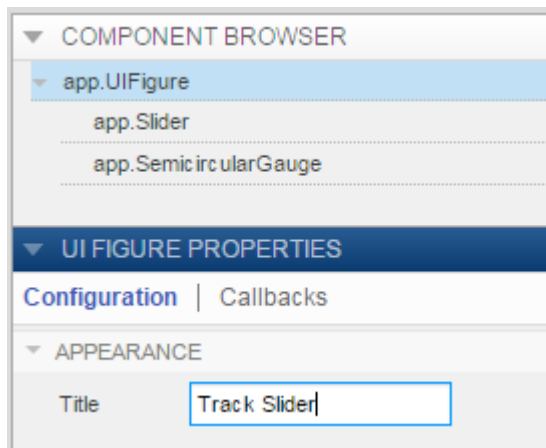 COMPONENT BROWSER
app.UIFigure
app.Slider
app.SemicircularGauge
UI FIGURE PROPERTIES
Configuration | Callbacks
APPEARANCE
Title Track Slider